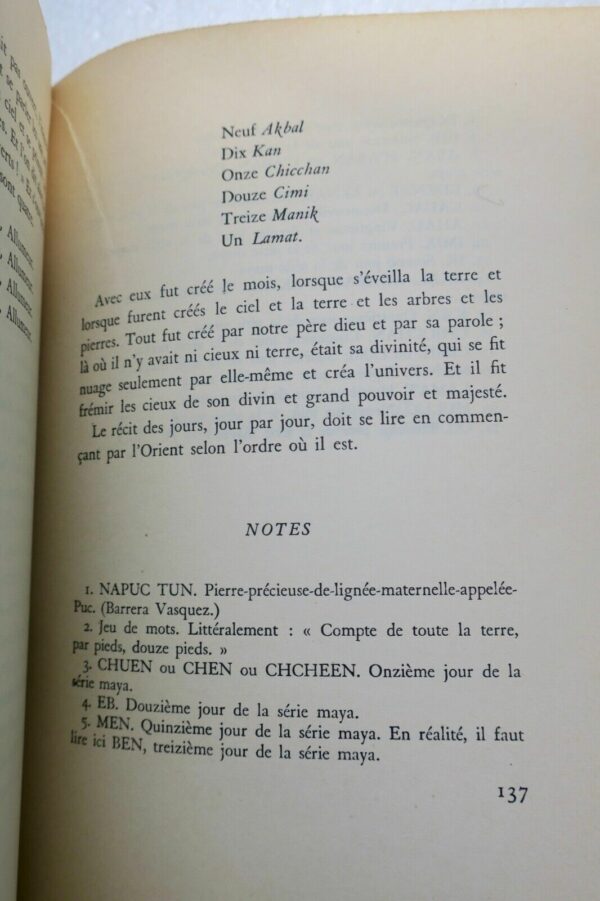 ciel et
sont quatre
Allumeur.
Allumeur.
Allumeur.
Allumeur.
Neuf Akbal
Dix Kan
Onze Chicchan
Douze Cimi
Treize Manik
Un Lamat.
Avec eux fut créé le mois, lorsque s’éveilla la terre et
lorsque furent créés le ciel et la terre et les arbres et les
pierres. Tout fut créé par notre père dieu et par sa parole ;
là où il n’y avait ni cieux ni terre, était sa divinité, qui se fit
nuage seulement par elle-même et créa l’univers. Et il fit
frémir les cieux de son divin et grand pouvoir et majesté.
Le récit des jours, jour par jour, doit se lire en commen-
çant par l’Orient selon l’ordre où il est.
NOTES
1. NAPUC TUN. Pierre-précieuse-de-lignée-maternelle-appelée-
Puc. (Barrera Vasquez.)
2. Jeu de mots. Littéralement : « Compte de toute la terre,
par pieds, douze pieds. »
3. CHUEN ou CHEN ou CHCHEEN. Onzième jour de la
série maya.
4. EB. Douzième jour de la série maya.
5. MEN. Quinzième jour de la série maya. En réalité, il faut
lire ici BEN, treizième jour de la série maya.
137